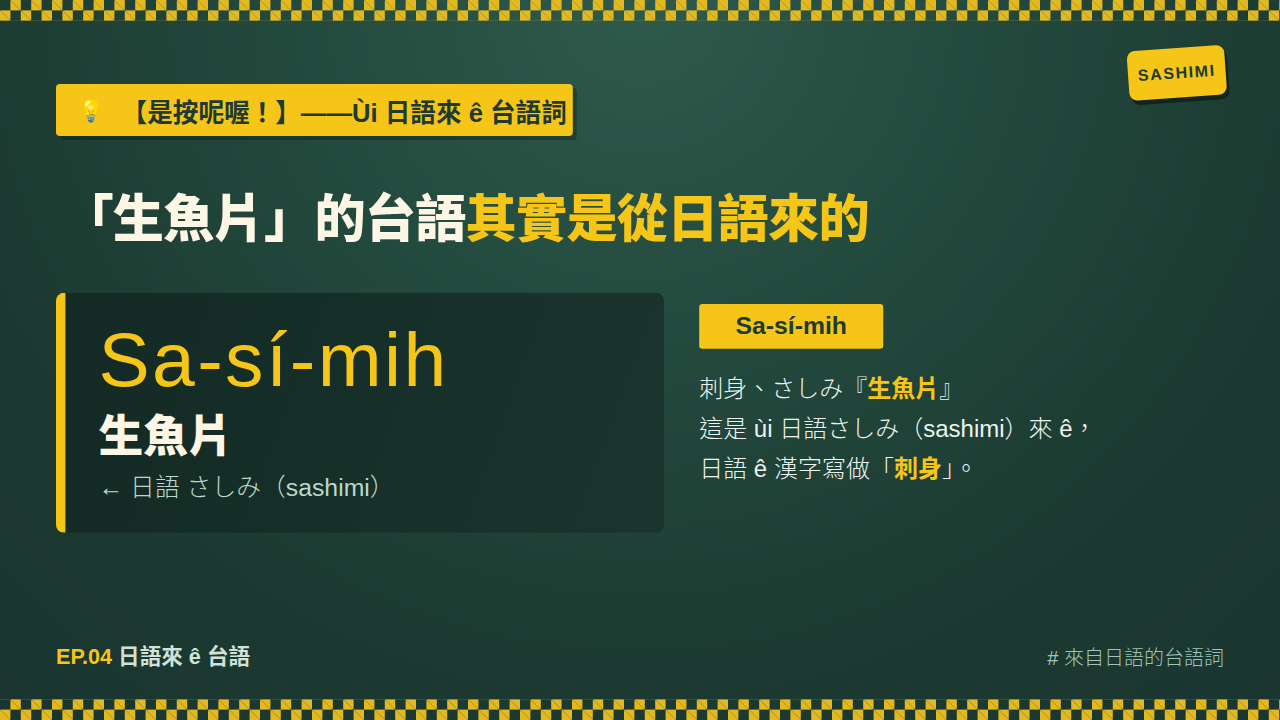 SASHIMI
💡 【是按呢喔！】——Ùi 日語來 ê 台語詞
「生魚片」的台語其實是從日語來的
Sa-sí-mih
生魚片
← 日語 さしみ（sashimi）
Sa-sí-mih
刺身、さしみ『生魚片』
這是 ùi 日語さしみ（sashimi）來 ê，
日語 ê 漢字寫做「刺身」。
EP.04 日語來 ê 台語
# 來自日語的台語詞